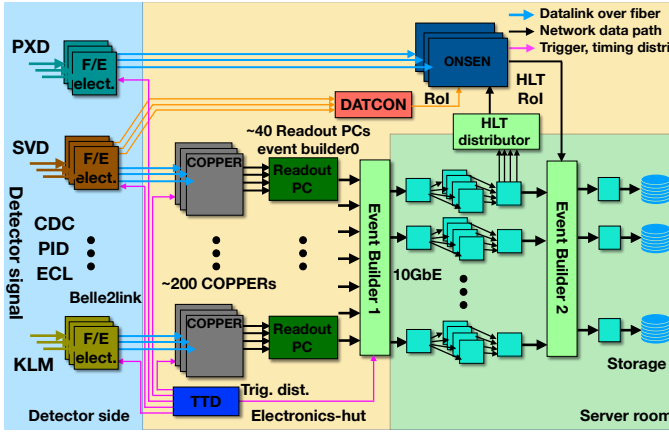 Datalink over fiber
Network data path
Trigger, timing distri
PXD
F/E
elect.
ONSEN
HLT
RoI
RoI
DATCON
HLT
distributor
SVD
F/E
elect.
~40 Readout PCs
event builder0
COPPER
Readout
PC
Detector signal
CDC
PID
ECL
Event Builder 1
10GbE
Event Builder 2
~200 COPPERs
Belle2link
KLM
F/E
elect.
COPPER
Readout
PC
Storage
TTD
Trig. dist.
Detector side
Electronics-hut
Server room